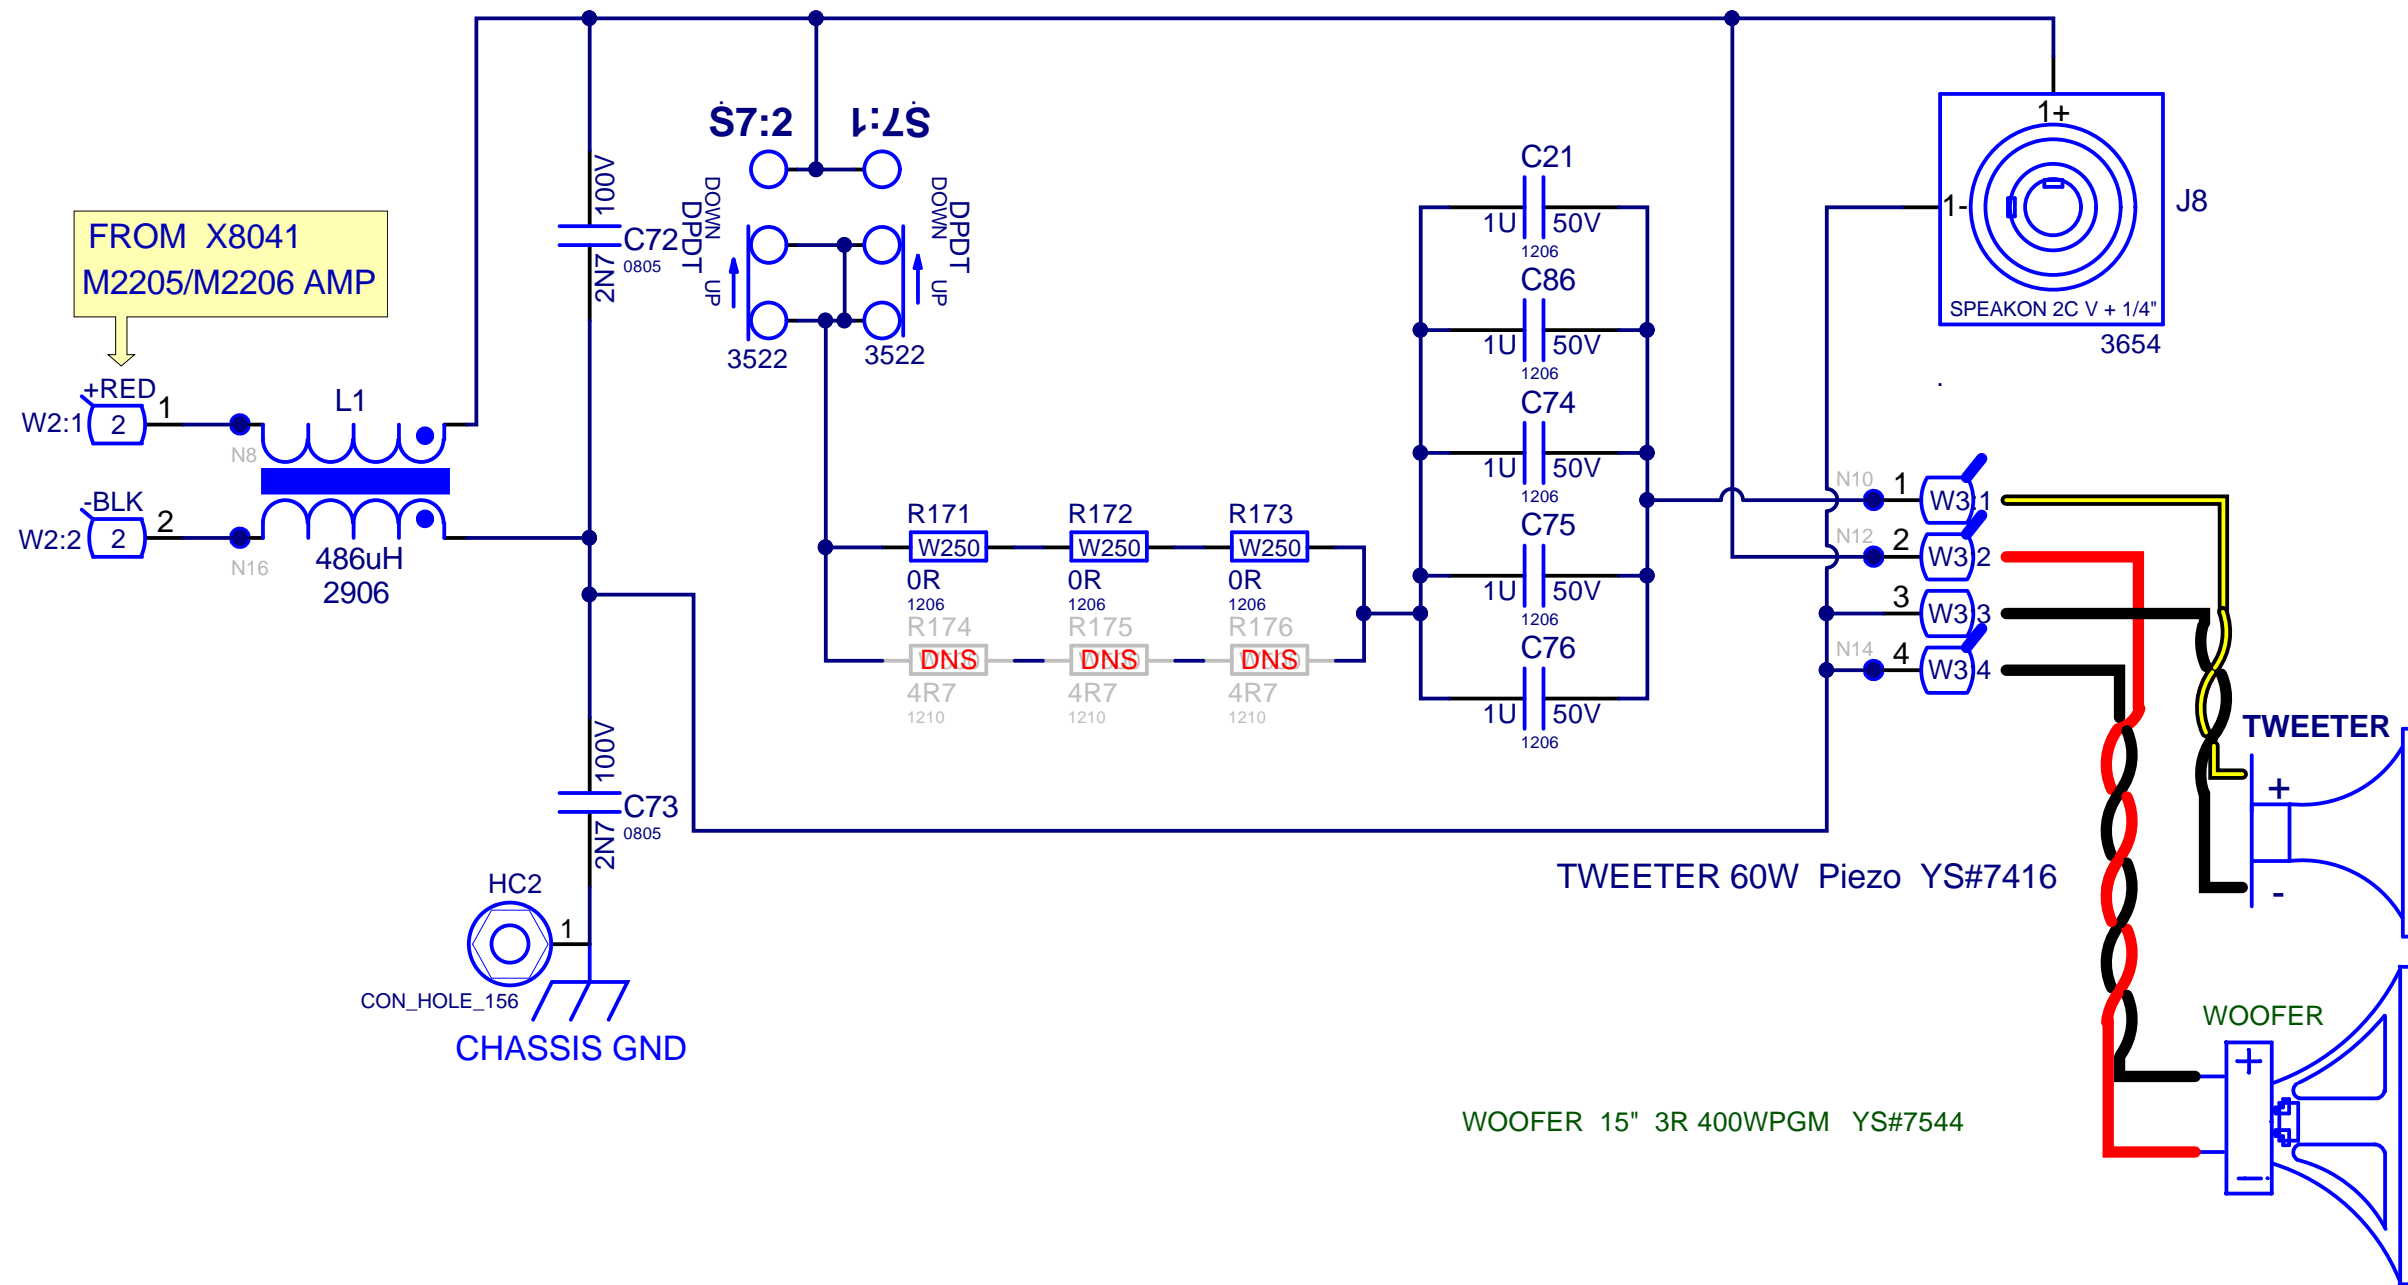 S7:2
S7:1
DOWN
DPDT
UP
DOWN
DPDT
UP
3522
3522
FROM X8041
M2205/M2206 AMP
+RED
W2:1
2
1
N8
L1
-BLK
W2:2
2
2
N16
486uH
2906
100V
C72
0805
2N7
100V
C73
0805
2N7
HC2
1
CON_HOLE_156
CHASSIS GND
R171
W250
0R
1206
R172
W250
0R
1206
R173
W250
0R
1206
R174
DNS
4R7
1210
R175
DNS
4R7
1210
R176
DNS
4R7
1210
C21
1U
50V
1206
C86
1U
50V
1206
C74
1U
50V
1206
C75
1U
50V
1206
C76
1U
50V
1206
1+
1-
J8
SPEAKON 2C V + 1/4"
3654
.
N10
1
W3:1
N12
2
W3:2
3
W3:3
N14
4
W3:4
TWEETER
+
-
TWEETER 60W Piezo YS#7416
WOOFER
+
-
WOOFER 15" 3R 400WPGM YS#7544